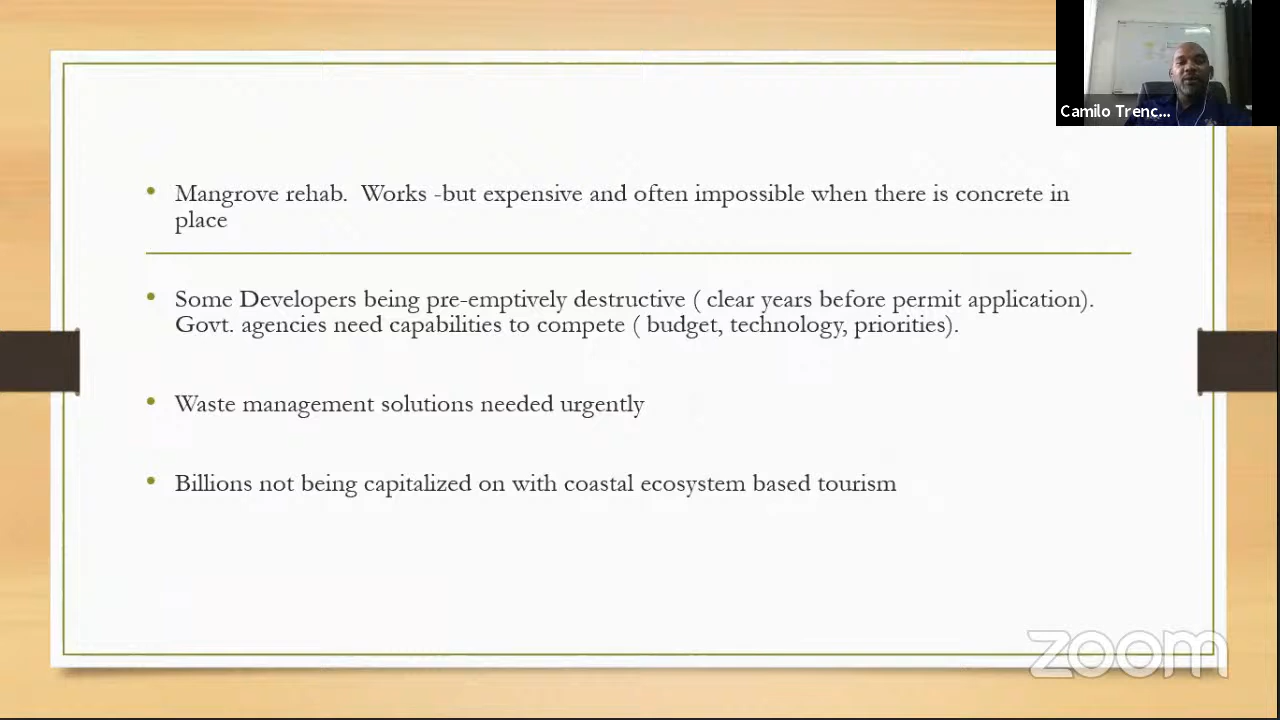 Camilo Trenc...
• Mangrove rehab.  Works -but expensive and often impossible when there is concrete in
place
• Some Developers being pre-emptively destructive ( clear years before permit application).
Govt. agencies need capabilities to compete ( budget, technology, priorities).
• Waste management solutions needed urgently
• Billions not being capitalized on with coastal ecosystem based tourism
zoom